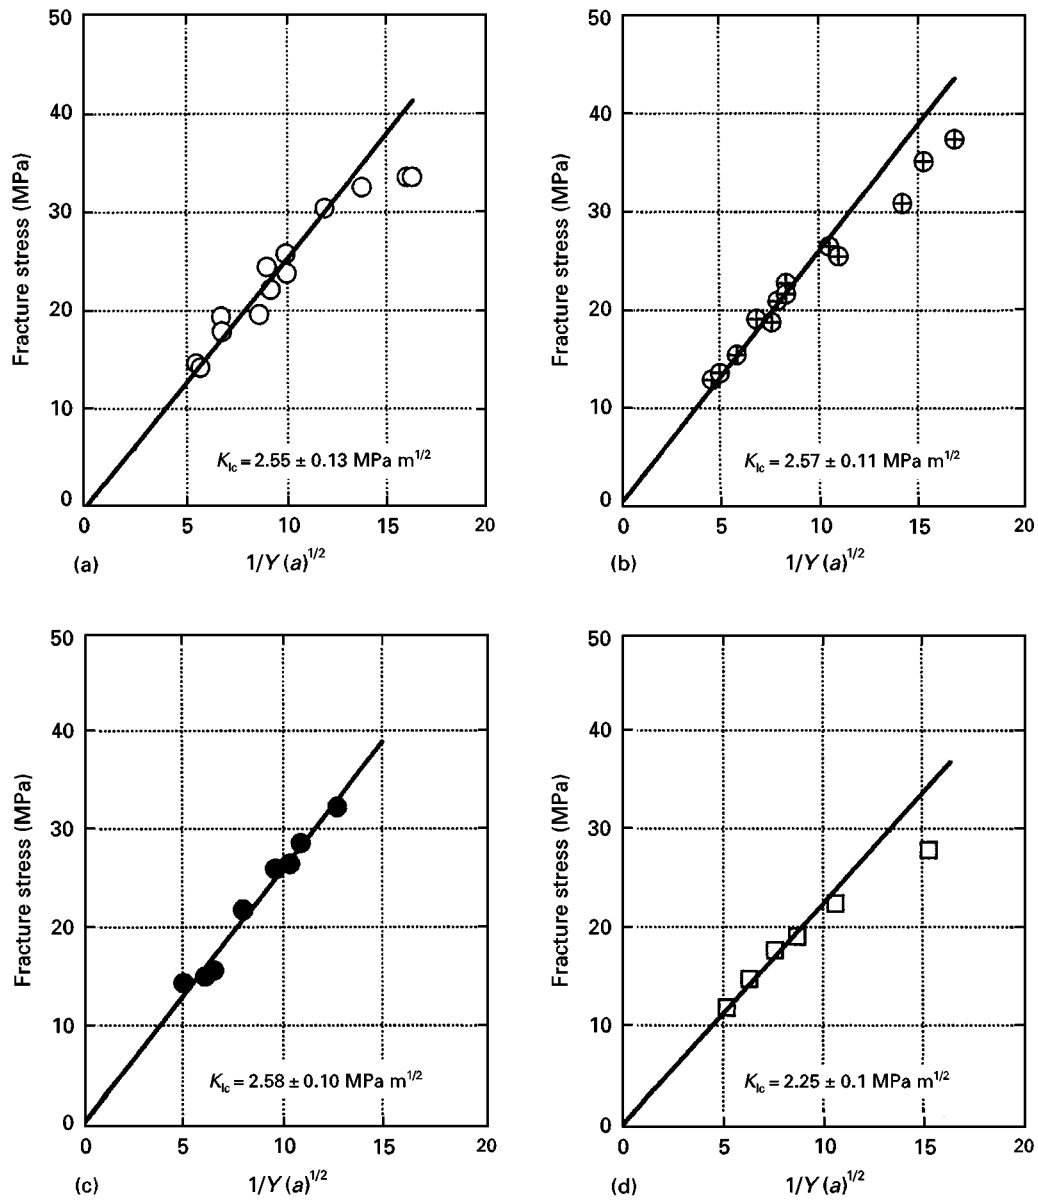 50
40
30
20
10
0
Fracture stress (MPa)
K_Ic = 2.55 ± 0.13 MPa m^1/2
0 5 10 15 20
(a) 1/Y (a)^1/2
50
40
30
20
10
0
Fracture stress (MPa)
K_Ic = 2.57 ± 0.11 MPa m^1/2
0 5 10 15 20
(b) 1/Y (a)^1/2
50
40
30
20
10
0
Fracture stress (MPa)
K_Ic = 2.58 ± 0.10 MPa m^1/2
0 5 10 15 20
(c) 1/Y (a)^1/2
50
40
30
20
10
0
Fracture stress (MPa)
K_Ic = 2.25 ± 0.1 MPa m^1/2
0 5 10 15 20
(d) 1/Y (a)^1/2